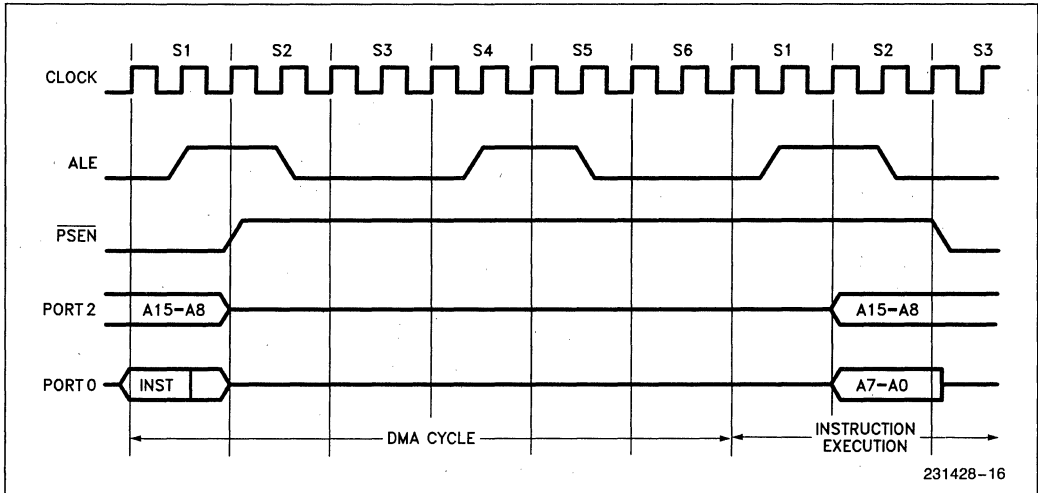 S1 S2 S3 S4 S5 S6 S1 S2 S3
CLOCK
ALE
PSEN
PORT 2 A15-A8 A15-A8
PORT 0 INST A7-A0
DMA CYCLE INSTRUCTION
EXECUTION
231428-16